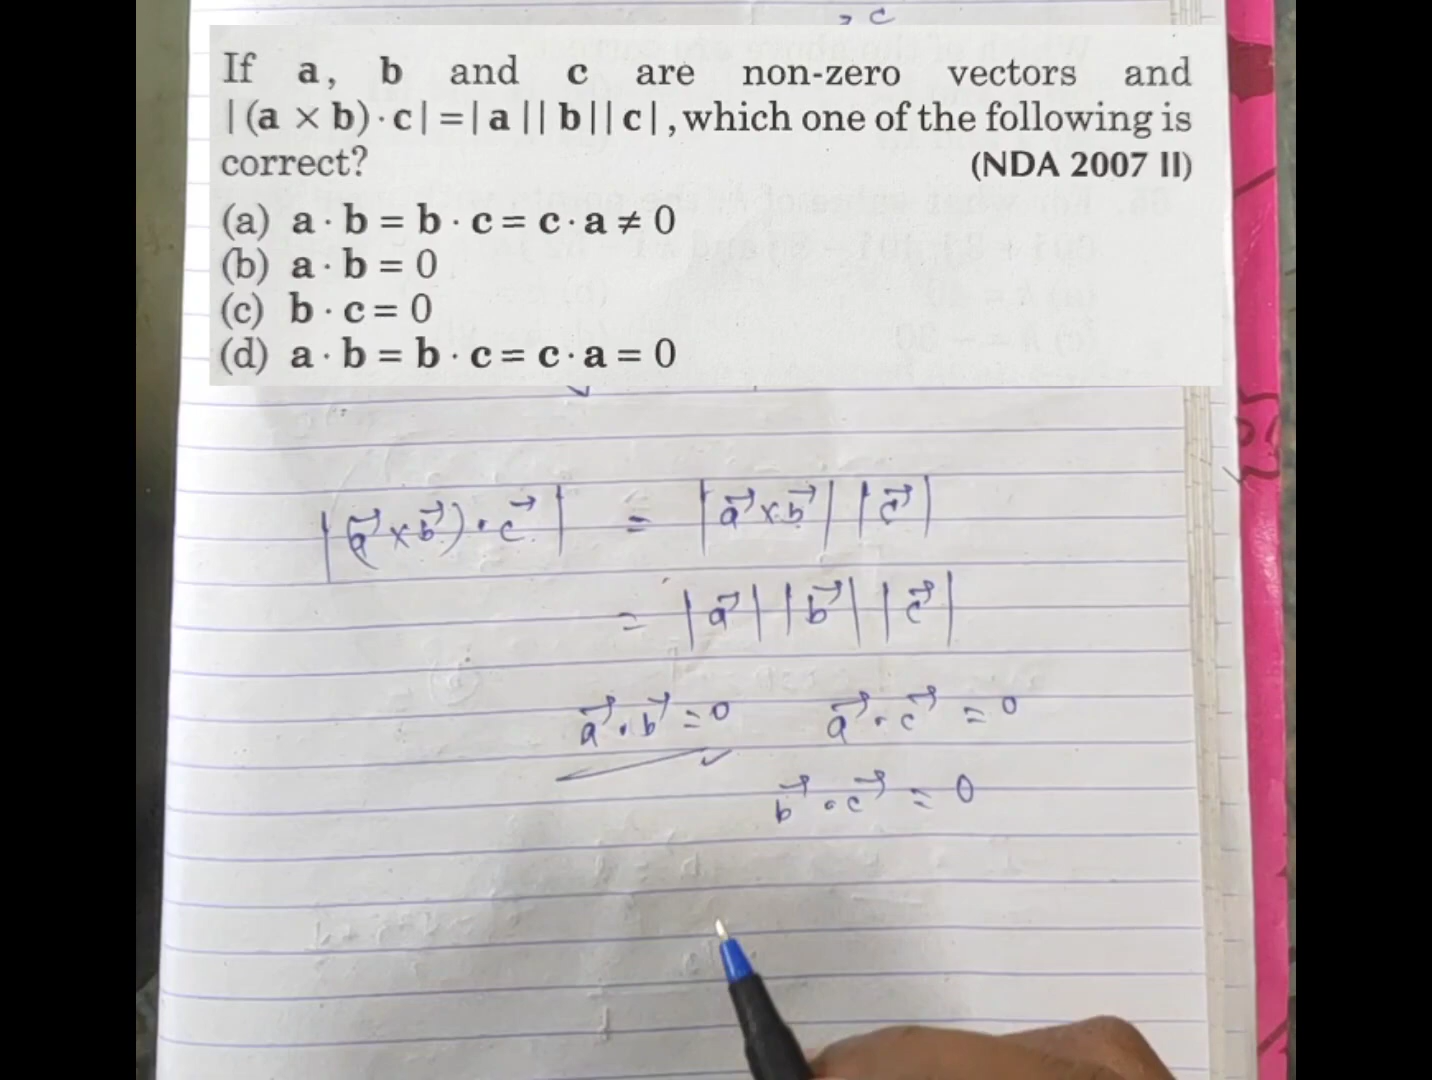 , c
If a, b and c are non-zero vectors and
|(a × b) · c| = | a || b || c |, which one of the following is
correct? (NDA 2007 II)
(a) a · b = b · c = c · a ≠ 0
(b) a · b = 0
(c) b · c = 0
(d) a · b = b · c = c · a = 0
|(a⃗ × b⃗) · c⃗| = |a⃗ × b⃗| |c⃗|
= |a⃗| |b⃗| |c⃗|
a⃗ · b⃗ = 0 a⃗ · c⃗ = 0
b⃗ · c⃗ = 0